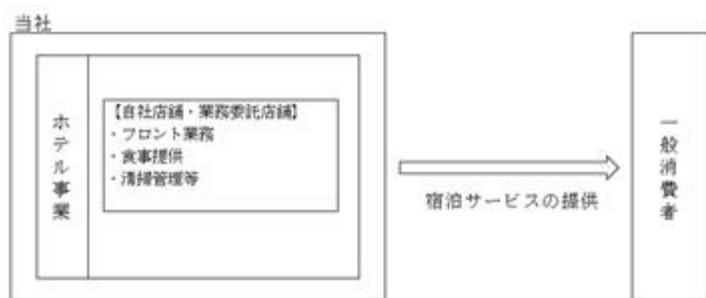 当社
ホテル事業
【自社店舗・業務委託店舗】
・フロント業務
・食事提供
・清掃管理等
宿泊サービスの提供
一般消費者